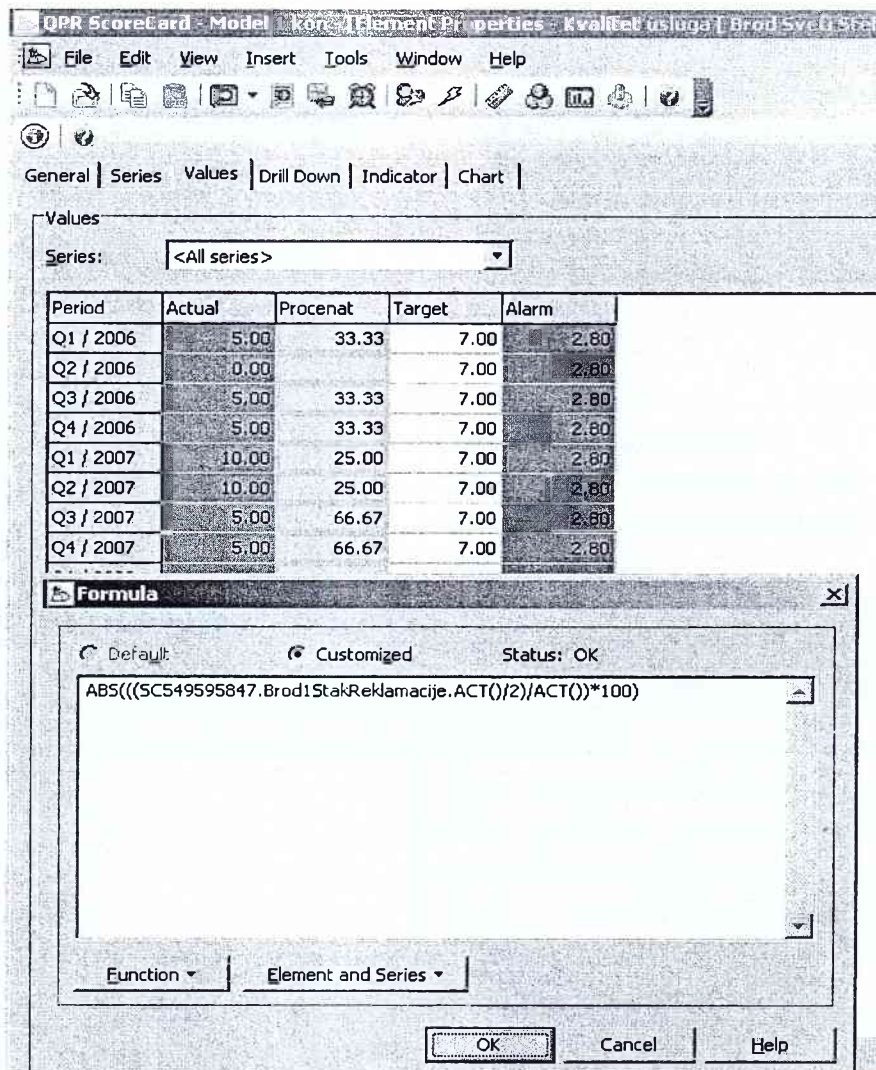 QPR ScoreCard - Model [Element Properties - Kvalitet usluga [ Brod Sveti
File Edit View Insert Tools Window Help
General Series Values Drill Down Indicator Chart
Values
Series: <All series>
Period Actual Procenat Target Alarm
Q1 / 2006 5.00 33.33 7.00 2.80
Q2 / 2006 0.00 7.00 2.80
Q3 / 2006 5.00 33.33 7.00 2.80
Q4 / 2006 5.00 33.33 7.00 2.80
Q1 / 2007 10.00 25.00 7.00 2.80
Q2 / 2007 10.00 25.00 7.00 2.80
Q3 / 2007 5.00 66.67 7.00 2.80
Q4 / 2007 5.00 66.67 7.00 2.80
Formula
Default Customized Status: OK
ABS(((SC549595847.Brod1StakReklamacije.ACT()/2)/ACT())*100)
Function Element and Series
OK Cancel Help